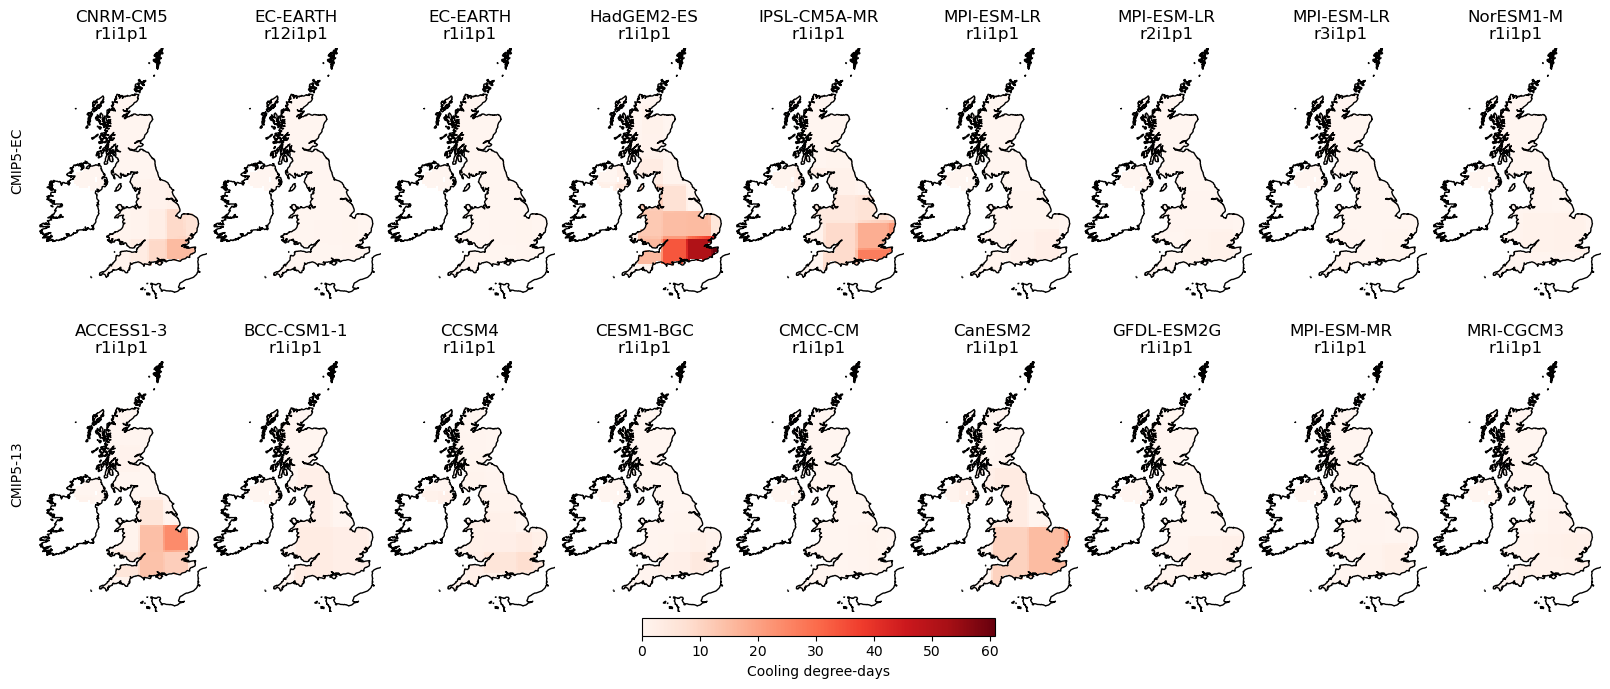 CNRM-CM5
r1i1p1
EC-EARTH
r12i1p1
EC-EARTH
r1i1p1
HadGEM2-ES
r1i1p1
IPSL-CM5A-MR
r1i1p1
MPI-ESM-LR
r1i1p1
MPI-ESM-LR
r2i1p1
MPI-ESM-LR
r3i1p1
NorESM1-M
r1i1p1
CMIP5-EC
ACCESS1-3
r1i1p1
BCC-CSM1-1
r1i1p1
CCSM4
r1i1p1
CESM1-BGC
r1i1p1
CMCC-CM
r1i1p1
CanESM2
r1i1p1
GFDL-ESM2G
r1i1p1
MPI-ESM-MR
r1i1p1
MRI-CGCM3
r1i1p1
CMIP5-13
0 10 20 30 40 50 60
Cooling degree-days